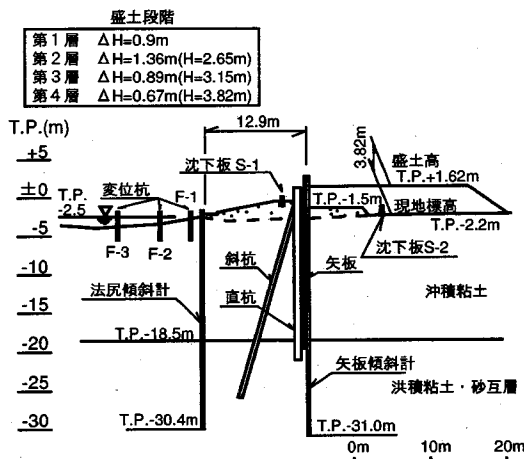 盛土段階
第1層 ΔH=0.9m
第2層 ΔH=1.36m(H=2.65m)
第3層 ΔH=0.89m(H=3.15m)
第4層 ΔH=0.67m(H=3.82m)
T.P.(m)
12.9m
+5
沈下板S-1
3.82m
盛土高
T.P.+1.62m
±0
T.P.
-2.5
変位杭
F-1
T.P.-1.5m
現地標高
T.P.-2.2m
-5
F-3
F-2
斜杭
矢板
沈下板S-2
-10
法尻傾斜計
直杭
沖積粘土
-15
T.P.-18.5m
-20
矢板傾斜計
洪積粘土・砂互層
-25
T.P.-30.4m
T.P.-31.0m
-30
0m
10m
20m